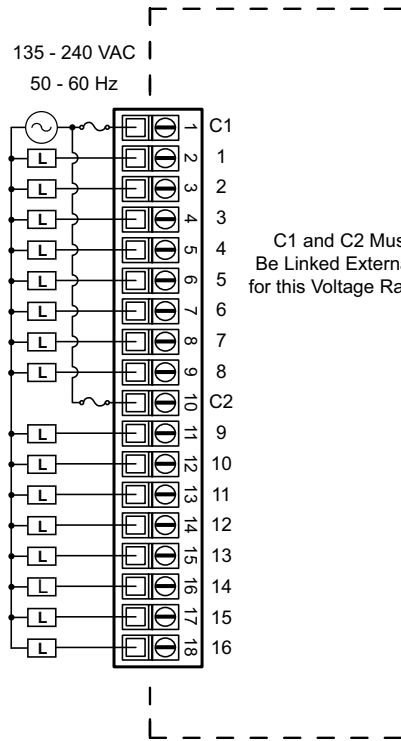 135 - 240 VAC
50 - 60 Hz
1 C1
L 2 1
L 3 2
L 4 3
L 5 4
L 6 5
L 7 6
L 8 7
L 9 8
10 C2
L 11 9
L 12 10
L 13 11
L 14 12
L 15 13
L 16 14
L 17 15
L 18 16
C1 and C2 Mus
Be Linked Externa
for this Voltage Ra